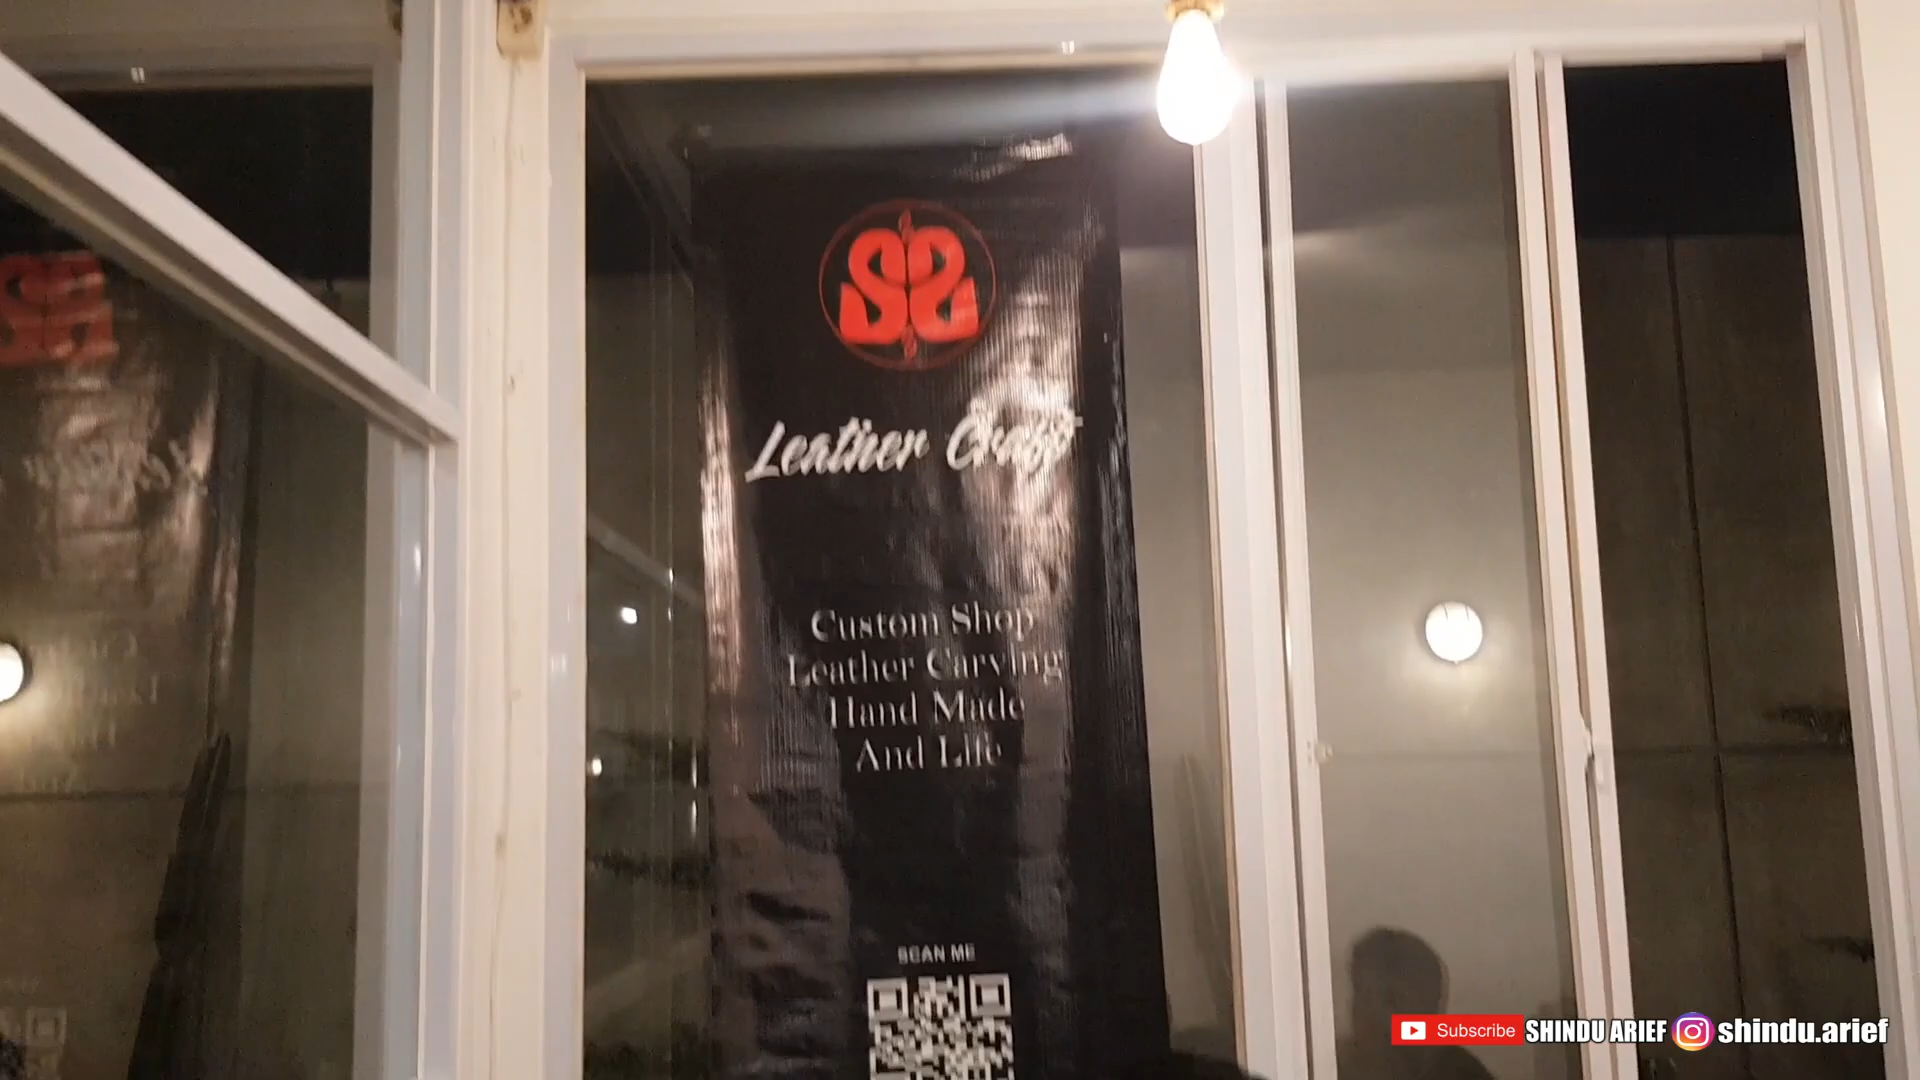 Leather Craft
Custom Shop
Leather Carving
Hand Made
And Life
SCAN ME
Subscribe SHINDU ARIEF shindu.arief